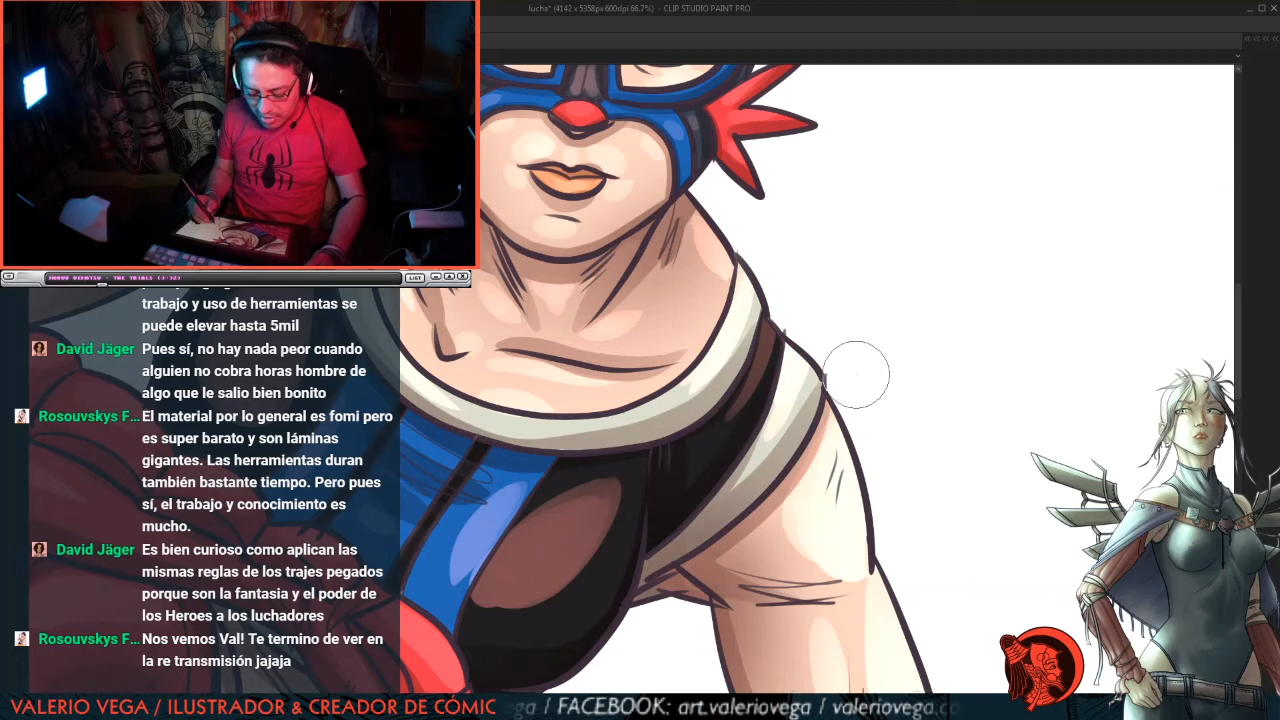 lucha* (4142 x 5358px 600dpi 66.7%) - CLIP STUDIO PAINT PRO
LIST
trabajo y uso de herramientas se
puede elevar hasta 5mil
David Jäger Pues sí, no hay nada peor cuando
alguien no cobra horas hombre de
algo que le salio bien bonito
Rosouvskys F... El material por lo general es fomi pero
es super barato y son láminas
gigantes. Las herramientas duran
también bastante tiempo. Pero pues
sí, el trabajo y conocimiento es
mucho.
David Jäger Es bien curioso como aplican las
mismas reglas de los trajes pegados
porque son la fantasia y el poder de
los Heroes a los luchadores
Rosouvskys F... Nos vemos Val! Te termino de ver en
la re transmisión jajaja
VALERIO VEGA / ILUSTRADOR & CREADOR DE CÓMIC
ga / FACEBOOK: art.valeriovega / valeriovega.co